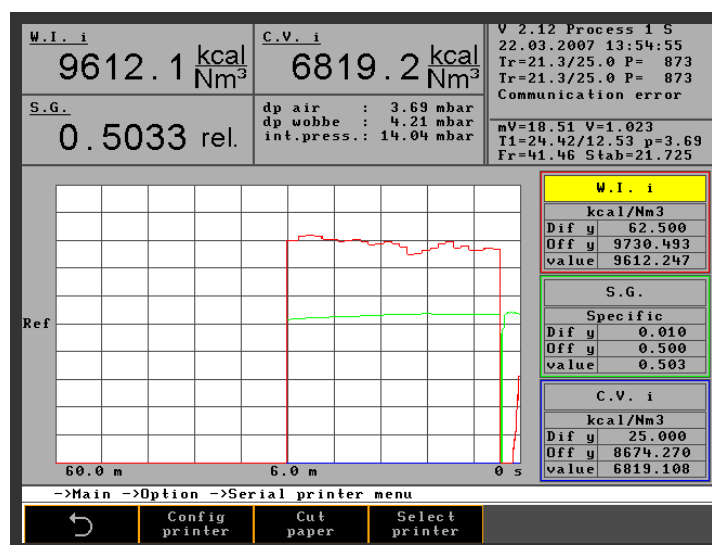 W.I. i
9612.1 kcal/Nm³
C.V. i
6819.2 kcal/Nm³
V 2.12 Process 1 S
22.03.2007 13:54:55
Tr=21.3/25.0 P= 873
Tr=21.3/25.0 P= 873
Communication error
S.G.
0.5033 rel.
dp air : 3.69 mbar
dp wobbe : 4.21 mbar
int.press.: 14.04 mbar
mV=18.51 V=1.023
T1=24.42/12.53 p=3.69
Fr=41.46 Stab=21.725
W.I. i
kcal/Nm3
Dif y 62.500
Off y 9730.493
value 9612.247
S.G.
Specific
Dif y 0.010
Off y 0.500
value 0.503
C.V. i
kcal/Nm3
Dif y 25.000
Off y 8674.270
value 6819.108
Ref
60.0 m 6.0 m 0 s
->Main ->Option ->Serial printer menu
Config printer
Cut paper
Select printer